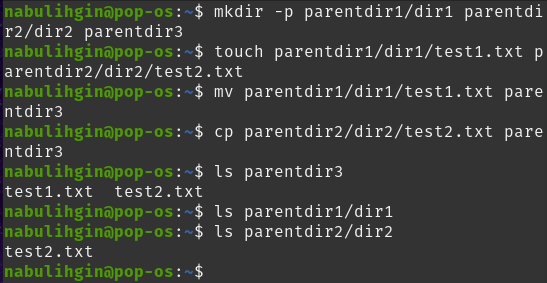 nabulihgin@pop-os:~$ mkdir -p parentdir1/dir1 parentdi
r2/dir2 parentdir3
nabulihgin@pop-os:~$ touch parentdir1/dir1/test1.txt p
arentdir2/dir2/test2.txt
nabulihgin@pop-os:~$ mv parentdir1/dir1/test1.txt pare
ntdir3
nabulihgin@pop-os:~$ cp parentdir2/dir2/test2.txt pare
ntdir3
nabulihgin@pop-os:~$ ls parentdir3
test1.txt  test2.txt
nabulihgin@pop-os:~$ ls parentdir1/dir1
nabulihgin@pop-os:~$ ls parentdir2/dir2
test2.txt
nabulihgin@pop-os:~$